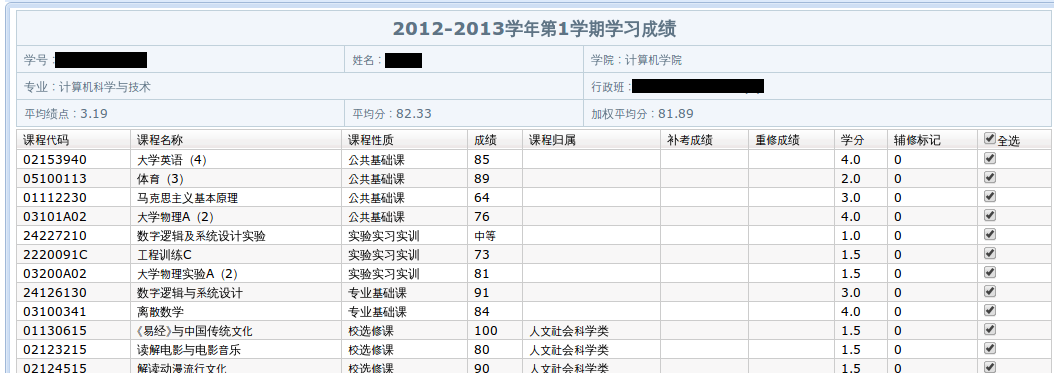 2012-2013学年第1学期学习成绩
学号： 姓名： 学院：计算机学院
专业：计算机科学与技术 行政班：
平均绩点：3.19 平均分：82.33 加权平均分：81.89
课程代码 课程名称 课程性质 成绩 课程归属 补考成绩 重修成绩 学分 辅修标记 全选
02153940 大学英语（4） 公共基础课 85 4.0 0
05100113 体育（3） 公共基础课 89 2.0 0
01112230 马克思主义基本原理 公共基础课 64 3.0 0
03101A02 大学物理A（2） 公共基础课 76 4.0 0
24227210 数字逻辑及系统设计实验 实验实习实训 中等 1.0 0
2220091C 工程训练C 实验实习实训 73 1.5 0
03200A02 大学物理实验A（2） 实验实习实训 81 1.5 0
24126130 数字逻辑与系统设计 专业基础课 91 3.0 0
03100341 离散数学 专业基础课 84 4.0 0
01130615 《易经》与中国传统文化 校选修课 100 人文社会科学类 1.5 0
02123215 读解电影与电影音乐 校选修课 80 人文社会科学类 1.5 0
02124515 解读动漫流行文化 校选修课 90 人文社会科学类 1.5 0